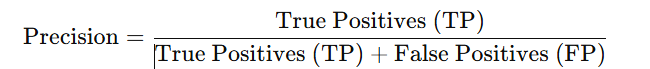 Precision = True Positives (TP) / True Positives (TP) + False Positives (FP)